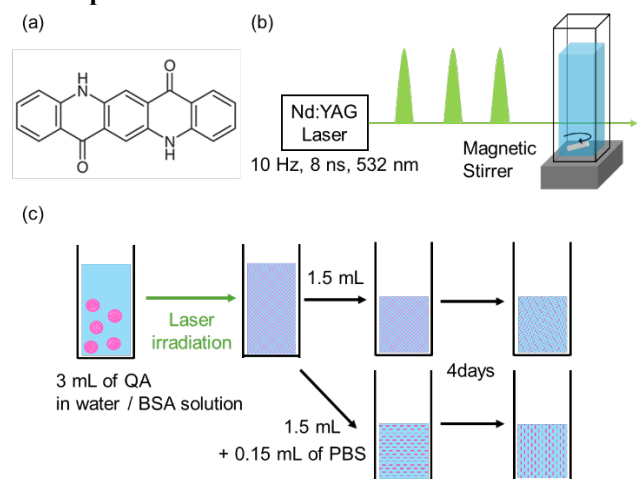 (a)
(b)
H
N
O
O
N
H
Nd:YAG
Laser
10 Hz, 8 ns, 532 nm
Magnetic
Stirrer
(c)
1.5 mL
Laser
irradiation
3 mL of QA
in water / BSA solution
4days
1.5 mL
+ 0.15 mL of PBS